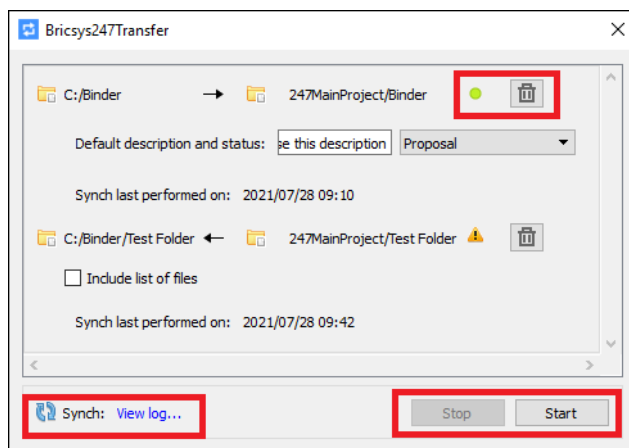 Bricsys247Transfer
C:/Binder → 247MainProject/Binder
Default description and status: se this description Proposal
Synch last performed on: 2021/07/28 09:10
C:/Binder/Test Folder ← 247MainProject/Test Folder
Include list of files
Synch last performed on: 2021/07/28 09:42
Synch: View log... Stop Start